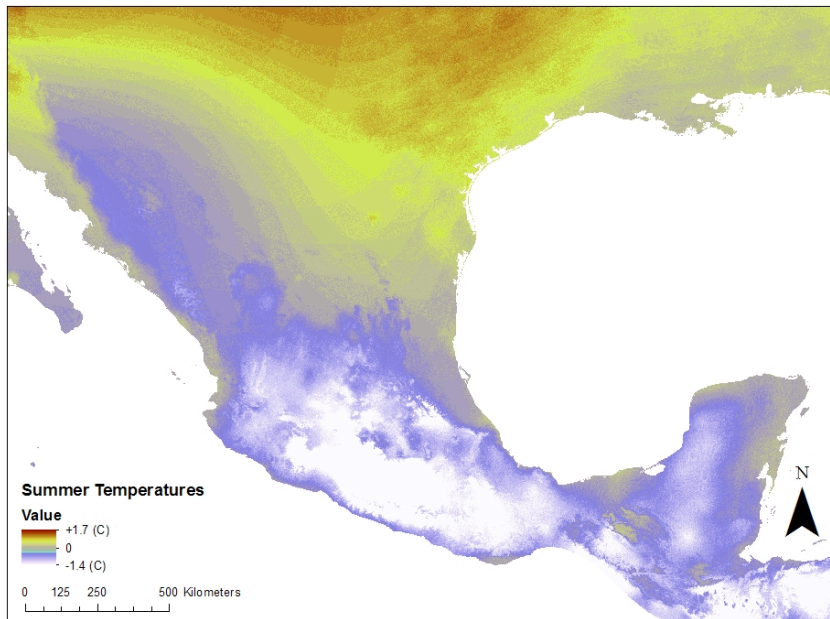 N
Summer Temperatures
Value
+1.7 (C)
0
-1.4 (C)
0 125 250 500 Kilometers